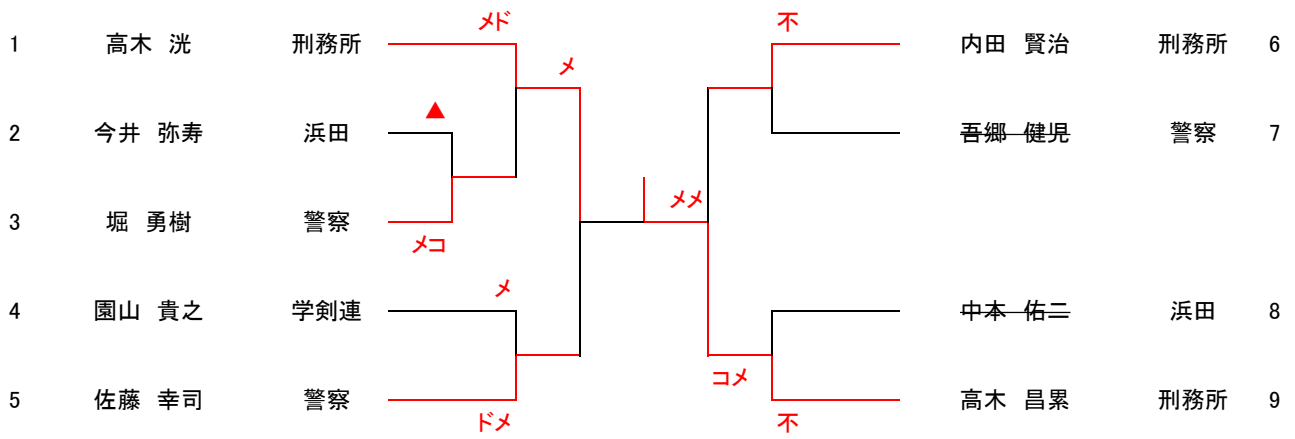 メド 不
1 高木 洸 刑務所 内田 賢治 刑務所 6
メ
▲
2 今井 弥寿 浜田 吾郷 健児 警察 7
メメ
3 堀 勇樹 警察
メコ
メ
4 園山 貴之 学剣連 中本 佑二 浜田 8
コメ
5 佐藤 幸司 警察 高木 昌累 刑務所 9
ドメ 不